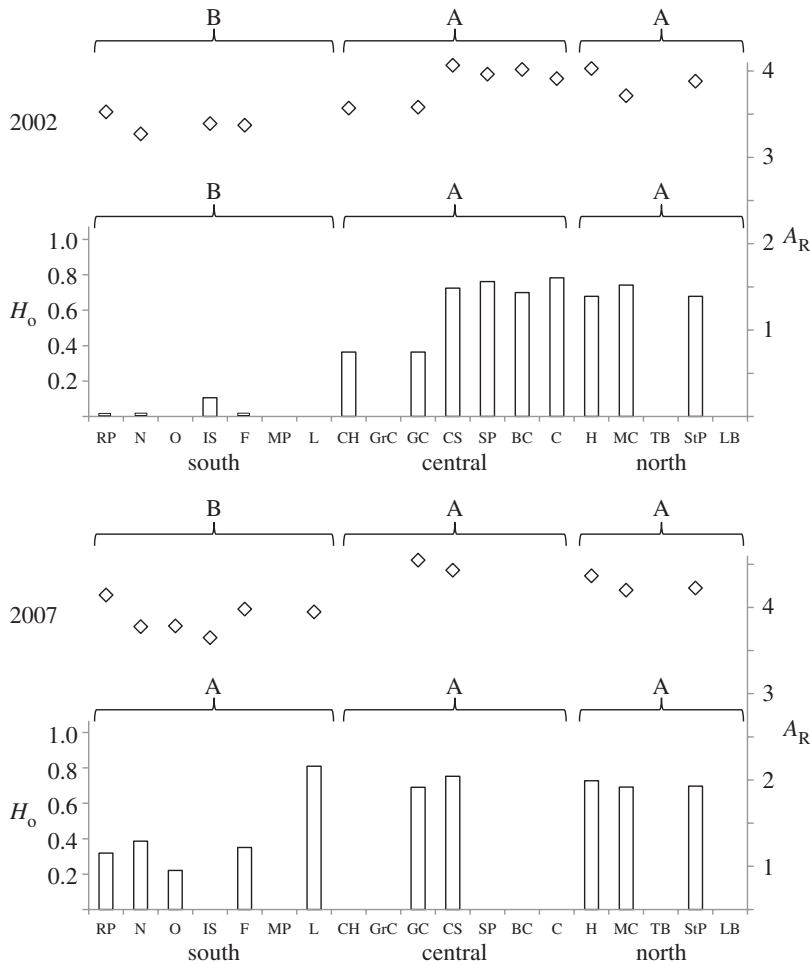 B A A
4
2002
3
B A A
1.0 2 A_R
0.8
H_o 0.6
1
0.4
0.2
RP N O IS F MP L CH GrC GC CS SP BC C H MC TB StP LB
south central north
B A A
2007 4
3
A A A
1.0 A_R
0.8 2
H_o 0.6
0.4
0.2 1
RP N O IS F MP L CH GrC GC CS SP BC C H MC TB StP LB
south central north